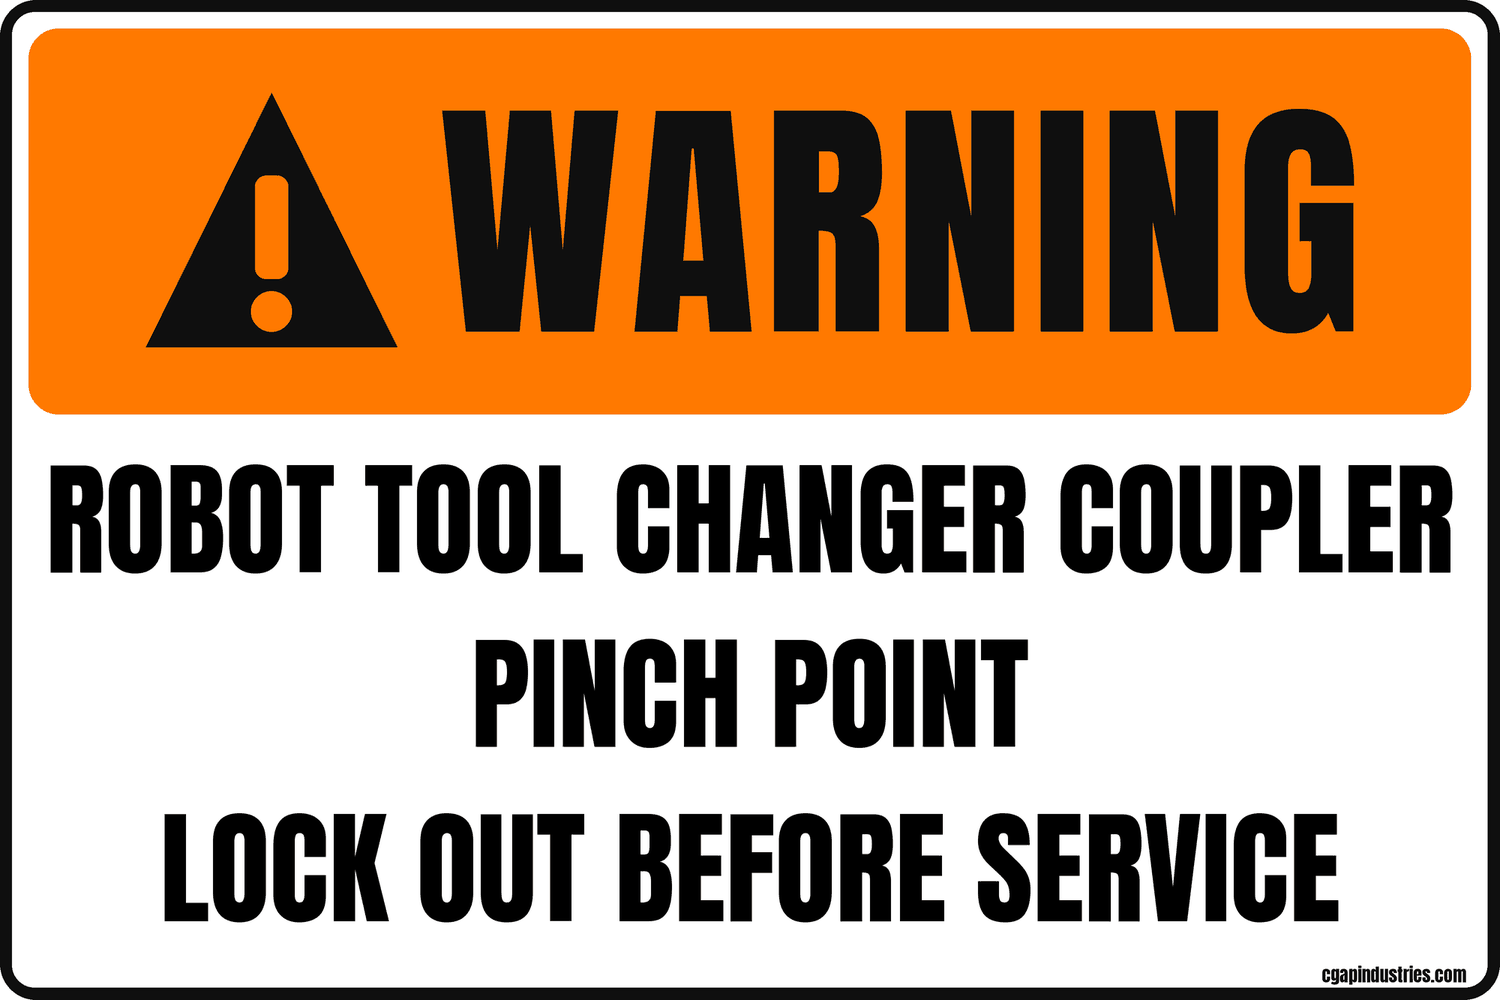 WARNING
ROBOT TOOL CHANGER COUPLER
PINCH POINT
LOCK OUT BEFORE SERVICE
cgapindustries.com